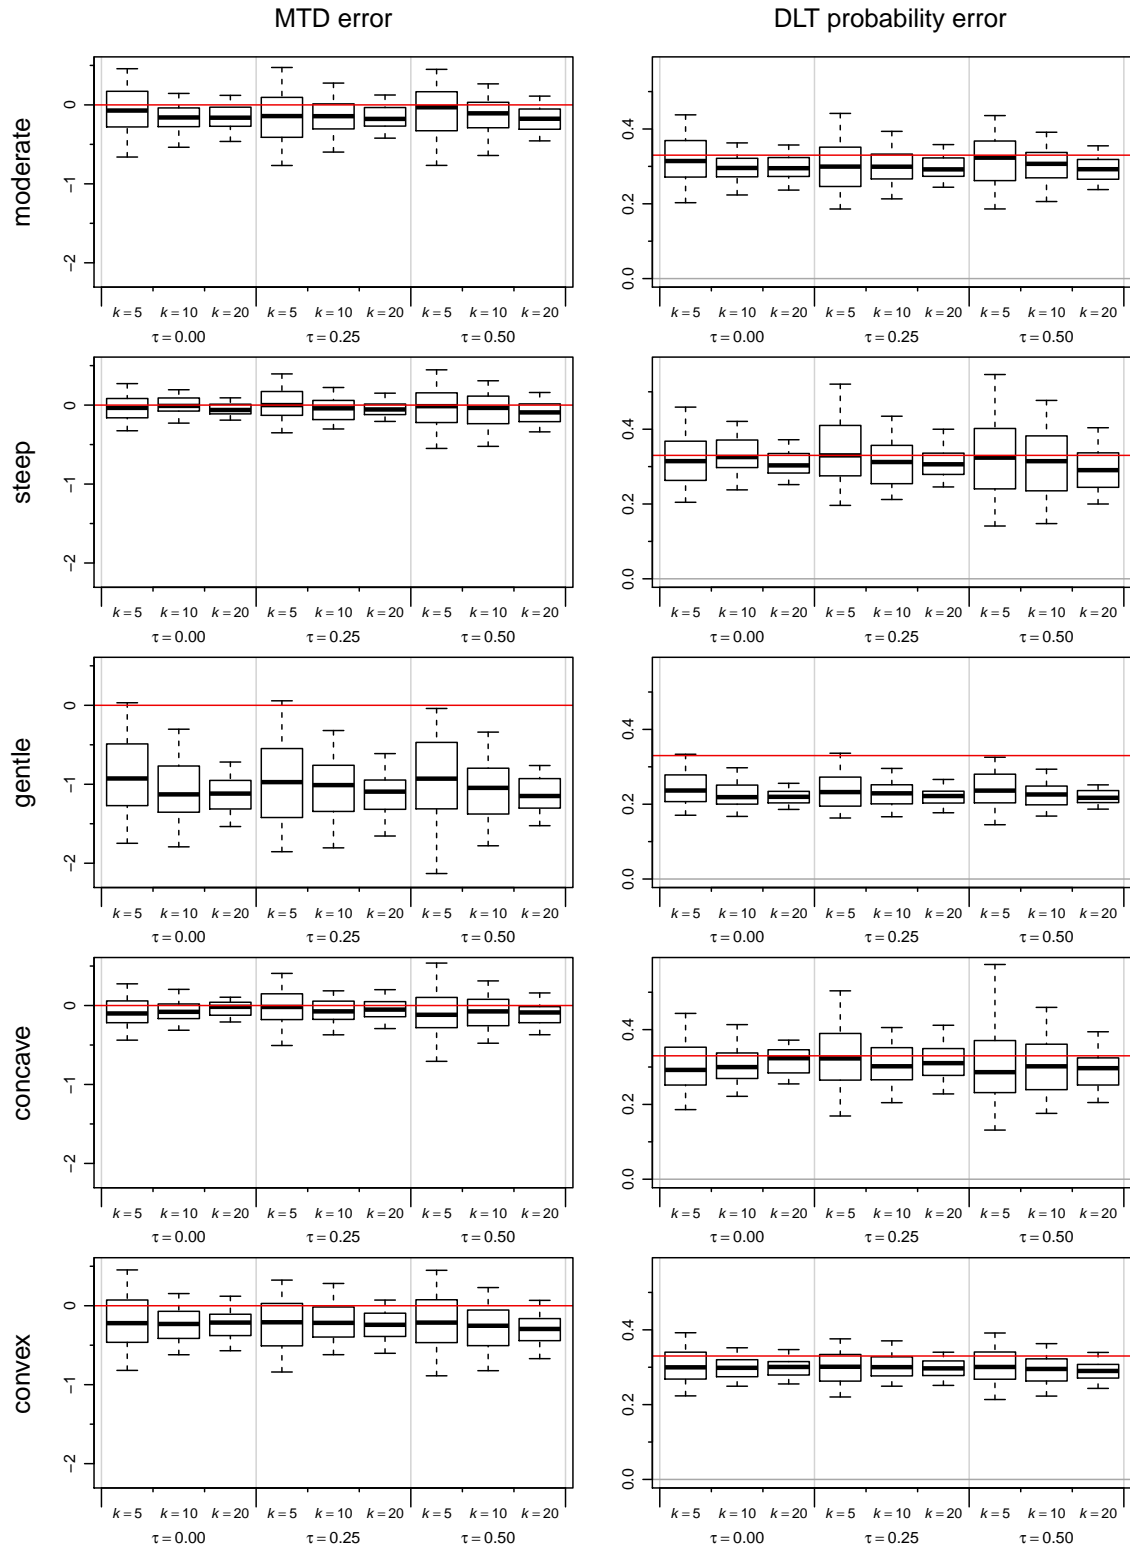 MTD error DLT probability error
moderate
0 -1 -2
0.4 0.2 0.0
k = 5 k = 10 k = 20 k = 5 k = 10 k = 20 k = 5 k = 10 k = 20 k = 5 k = 10 k = 20 k = 5 k = 10 k = 20 k = 5 k = 10 k = 20
τ = 0.00 τ = 0.25 τ = 0.50 τ = 0.00 τ = 0.25 τ = 0.50
steep
0 -1 -2
0.4 0.2 0.0
k = 5 k = 10 k = 20 k = 5 k = 10 k = 20 k = 5 k = 10 k = 20 k = 5 k = 10 k = 20 k = 5 k = 10 k = 20 k = 5 k = 10 k = 20
τ = 0.00 τ = 0.25 τ = 0.50 τ = 0.00 τ = 0.25 τ = 0.50
gentle
0 -1 -2
0.4 0.2 0.0
k = 5 k = 10 k = 20 k = 5 k = 10 k = 20 k = 5 k = 10 k = 20 k = 5 k = 10 k = 20 k = 5 k = 10 k = 20 k = 5 k = 10 k = 20
τ = 0.00 τ = 0.25 τ = 0.50 τ = 0.00 τ = 0.25 τ = 0.50
concave
0 -1 -2
0.4 0.2 0.0
k = 5 k = 10 k = 20 k = 5 k = 10 k = 20 k = 5 k = 10 k = 20 k = 5 k = 10 k = 20 k = 5 k = 10 k = 20 k = 5 k = 10 k = 20
τ = 0.00 τ = 0.25 τ = 0.50 τ = 0.00 τ = 0.25 τ = 0.50
convex
0 -1 -2
0.4 0.2 0.0
k = 5 k = 10 k = 20 k = 5 k = 10 k = 20 k = 5 k = 10 k = 20 k = 5 k = 10 k = 20 k = 5 k = 10 k = 20 k = 5 k = 10 k = 20
τ = 0.00 τ = 0.25 τ = 0.50 τ = 0.00 τ = 0.25 τ = 0.50